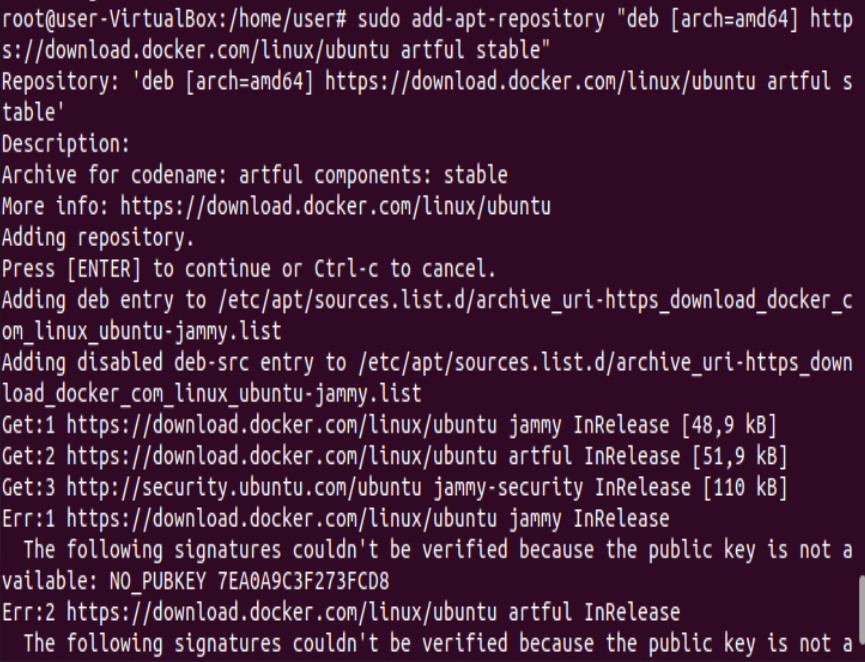 root@user-VirtualBox:/home/user# sudo add-apt-repository "deb [arch=amd64] http
s://download.docker.com/linux/ubuntu artful stable"
Repository: 'deb [arch=amd64] https://download.docker.com/linux/ubuntu artful s
table'
Description:
Archive for codename: artful components: stable
More info: https://download.docker.com/linux/ubuntu
Adding repository.
Press [ENTER] to continue or Ctrl-c to cancel.
Adding deb entry to /etc/apt/sources.list.d/archive_uri-https_download_docker_c
om_linux_ubuntu-jammy.list
Adding disabled deb-src entry to /etc/apt/sources.list.d/archive_uri-https_down
load_docker_com_linux_ubuntu-jammy.list
Get:1 https://download.docker.com/linux/ubuntu jammy InRelease [48,9 kB]
Get:2 https://download.docker.com/linux/ubuntu artful InRelease [51,9 kB]
Get:3 http://security.ubuntu.com/ubuntu jammy-security InRelease [110 kB]
Err:1 https://download.docker.com/linux/ubuntu jammy InRelease
  The following signatures couldn't be verified because the public key is not a
vailable: NO_PUBKEY 7EA0A9C3F273FCD8
Err:2 https://download.docker.com/linux/ubuntu artful InRelease
  The following signatures couldn't be verified because the public key is not a